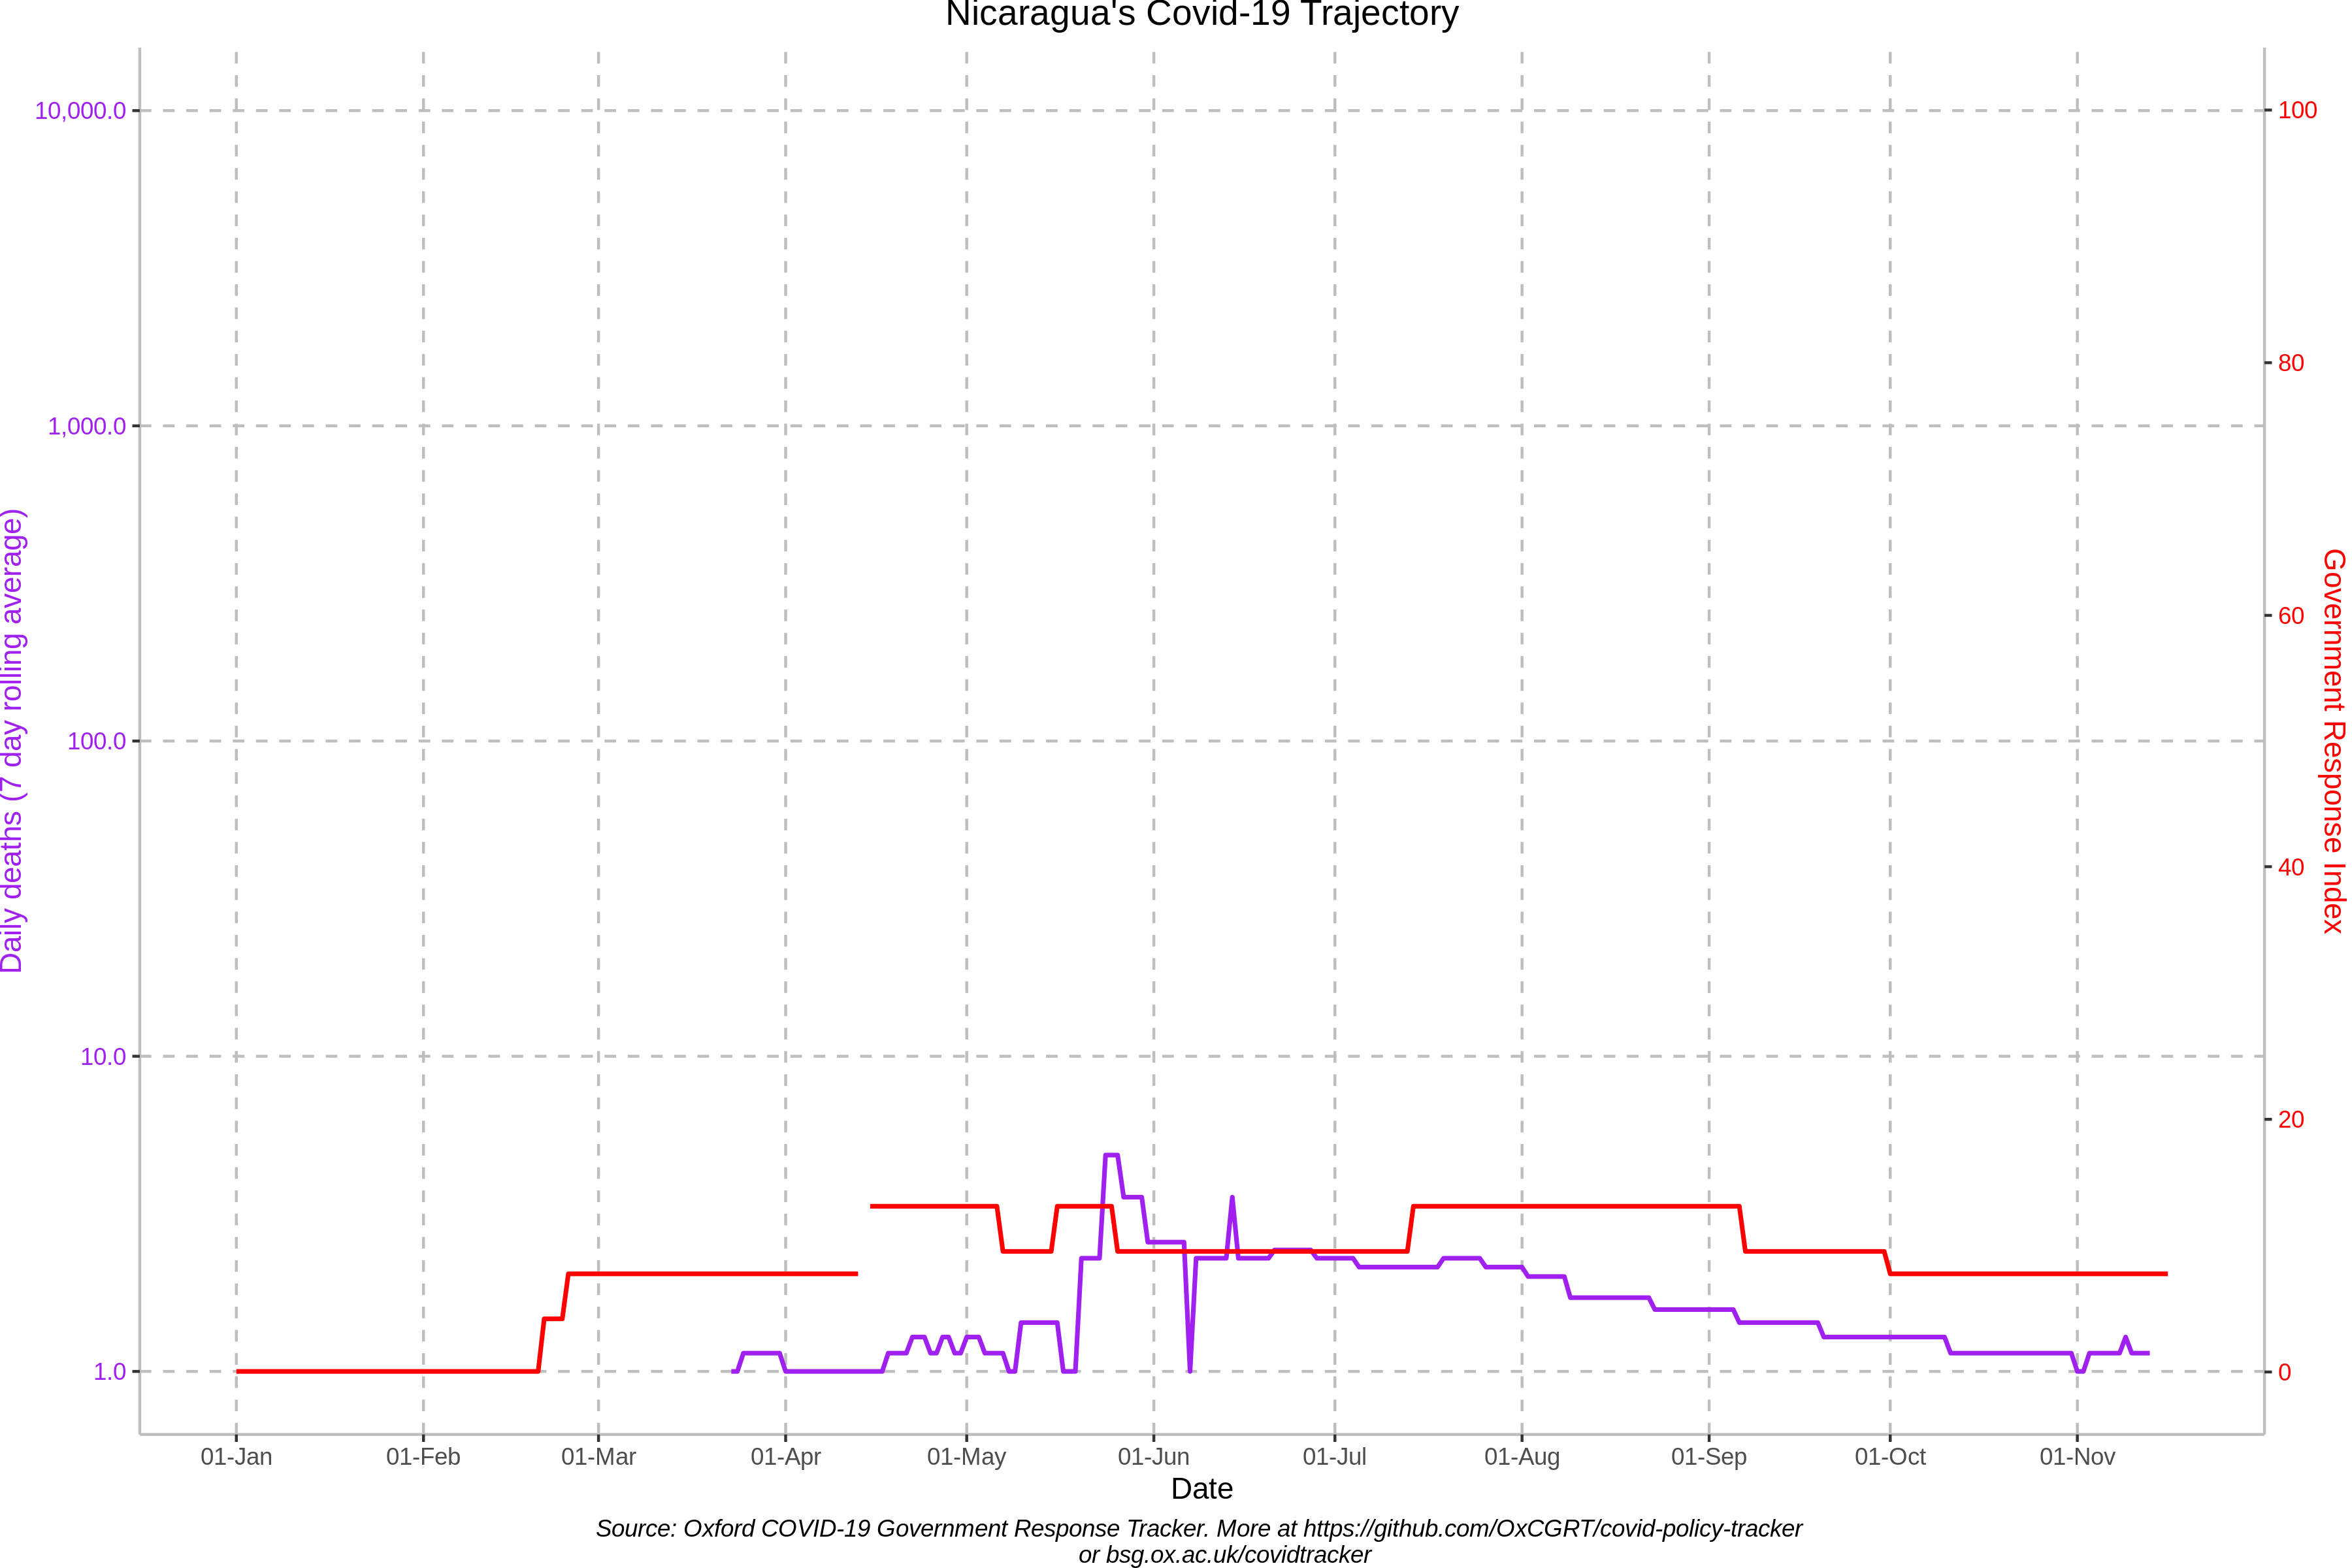 Nicaragua's Covid-19 Trajectory
10,000.0
1,000.0
100.0
10.0
1.0
Daily deaths (7 day rolling average)
100
80
60
40
20
0
Government Response Index
01-Jan 01-Feb 01-Mar 01-Apr 01-May 01-Jun 01-Jul 01-Aug 01-Sep 01-Oct 01-Nov
Date
Source: Oxford COVID-19 Government Response Tracker. More at https://github.com/OxCGRT/covid-policy-tracker
or bsg.ox.ac.uk/covidtracker